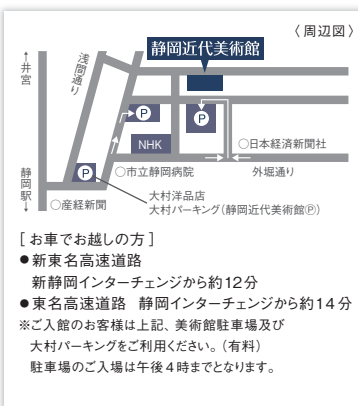 〈周辺図〉
静岡近代美術館
←井宮
浅間通り
P
P
NHK
○日本経済新聞社
P
○市立静岡病院
外堀通り
静岡駅→
大村洋品店
○産経新聞
大村パーキング(静岡近代美術館Ⓟ)
[お車でお越しの方]
●新東名高速道路
新静岡インターチェンジから約12分
●東名高速道路 静岡インターチェンジから約14分
※ご入館のお客様は上記、美術館駐車場及び
大村パーキングをご利用ください。(有料)
駐車場のご入場は午後4時までとなります。